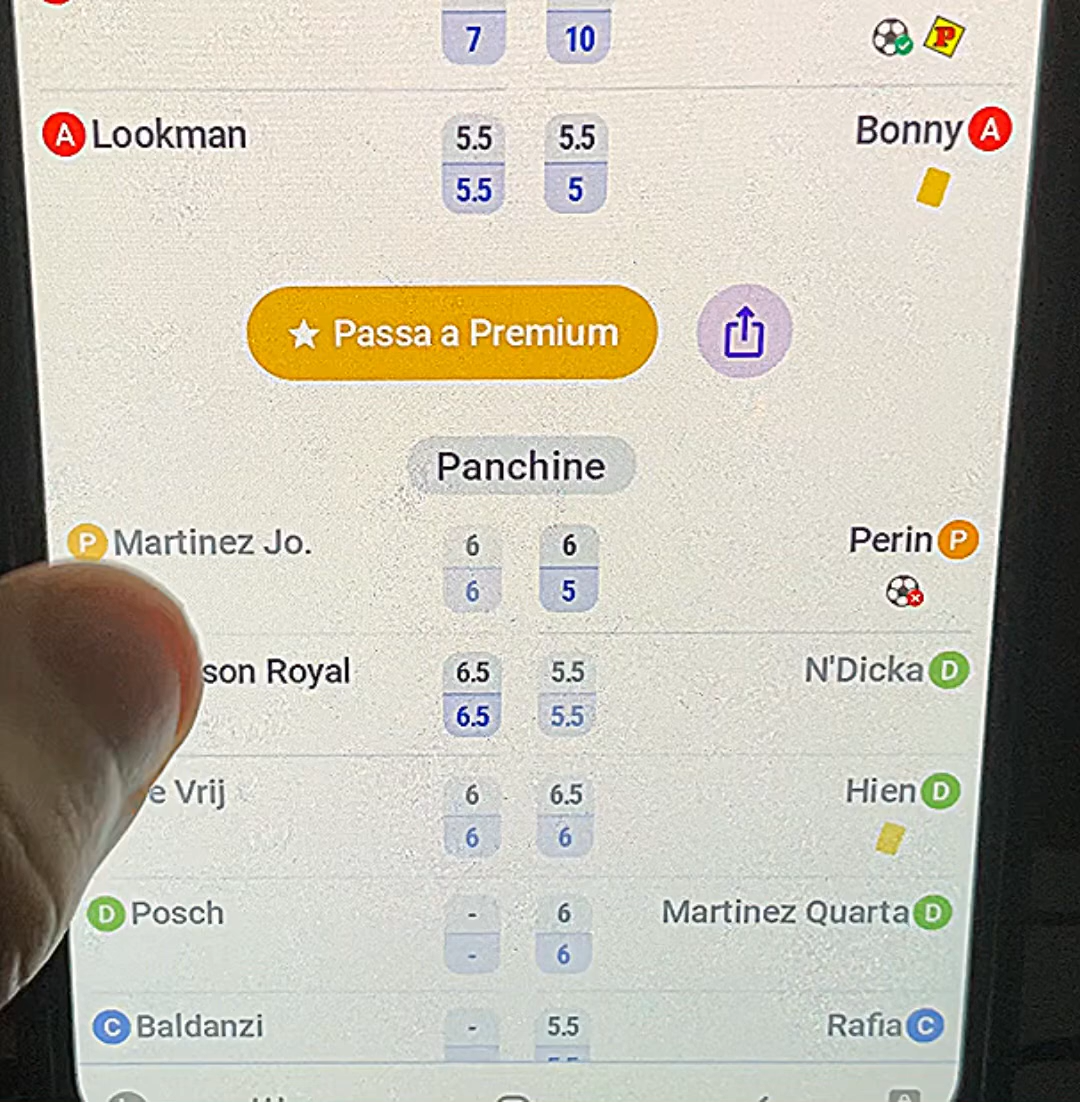 7 10 P
A Lookman 5.5 5.5 Bonny A
5.5 5
Passa a Premium
Panchine
P Martinez Jo. 6 6 Perin P
6 5
son Royal 6.5 5.5 N'Dicka D
6.5 5.5
e Vrij 6 6.5 Hien D
6 6
D Posch - 6 Martinez Quarta D
- 6
C Baldanzi - 5.5 Rafia C